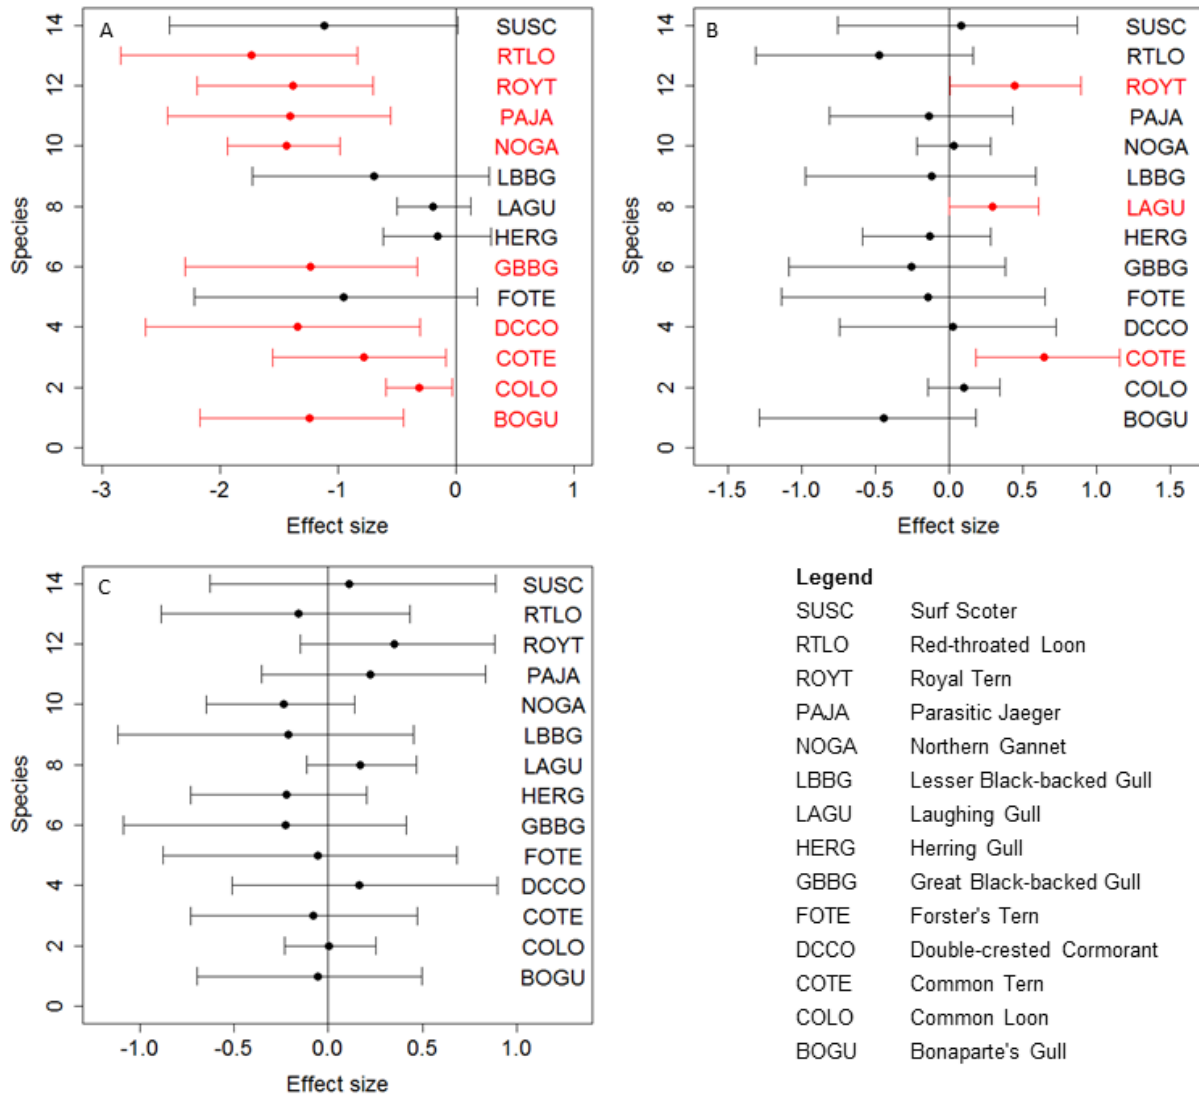 A
SUSC
RTLO
ROYT
PAJA
NOGA
LBBG
LAGU
HERG
GBBG
FOTE
DCCO
COTE
COLO
BOGU
Species
14
12
10
8
6
4
2
0
-3 -2 -1 0 1
Effect size
B
SUSC
RTLO
ROYT
PAJA
NOGA
LBBG
LAGU
HERG
GBBG
FOTE
DCCO
COTE
COLO
BOGU
Species
14
12
10
8
6
4
2
0
-1.5 -1.0 -0.5 0.0 0.5 1.0 1.5
Effect size
C
SUSC
RTLO
ROYT
PAJA
NOGA
LBBG
LAGU
HERG
GBBG
FOTE
DCCO
COTE
COLO
BOGU
Species
14
12
10
8
6
4
2
0
-1.0 -0.5 0.0 0.5 1.0
Effect size
Legend
SUSC Surf Scoter
RTLO Red-throated Loon
ROYT Royal Tern
PAJA Parasitic Jaeger
NOGA Northern Gannet
LBBG Lesser Black-backed Gull
LAGU Laughing Gull
HERG Herring Gull
GBBG Great Black-backed Gull
FOTE Forster's Tern
DCCO Double-crested Cormorant
COTE Common Tern
COLO Common Loon
BOGU Bonaparte's Gull